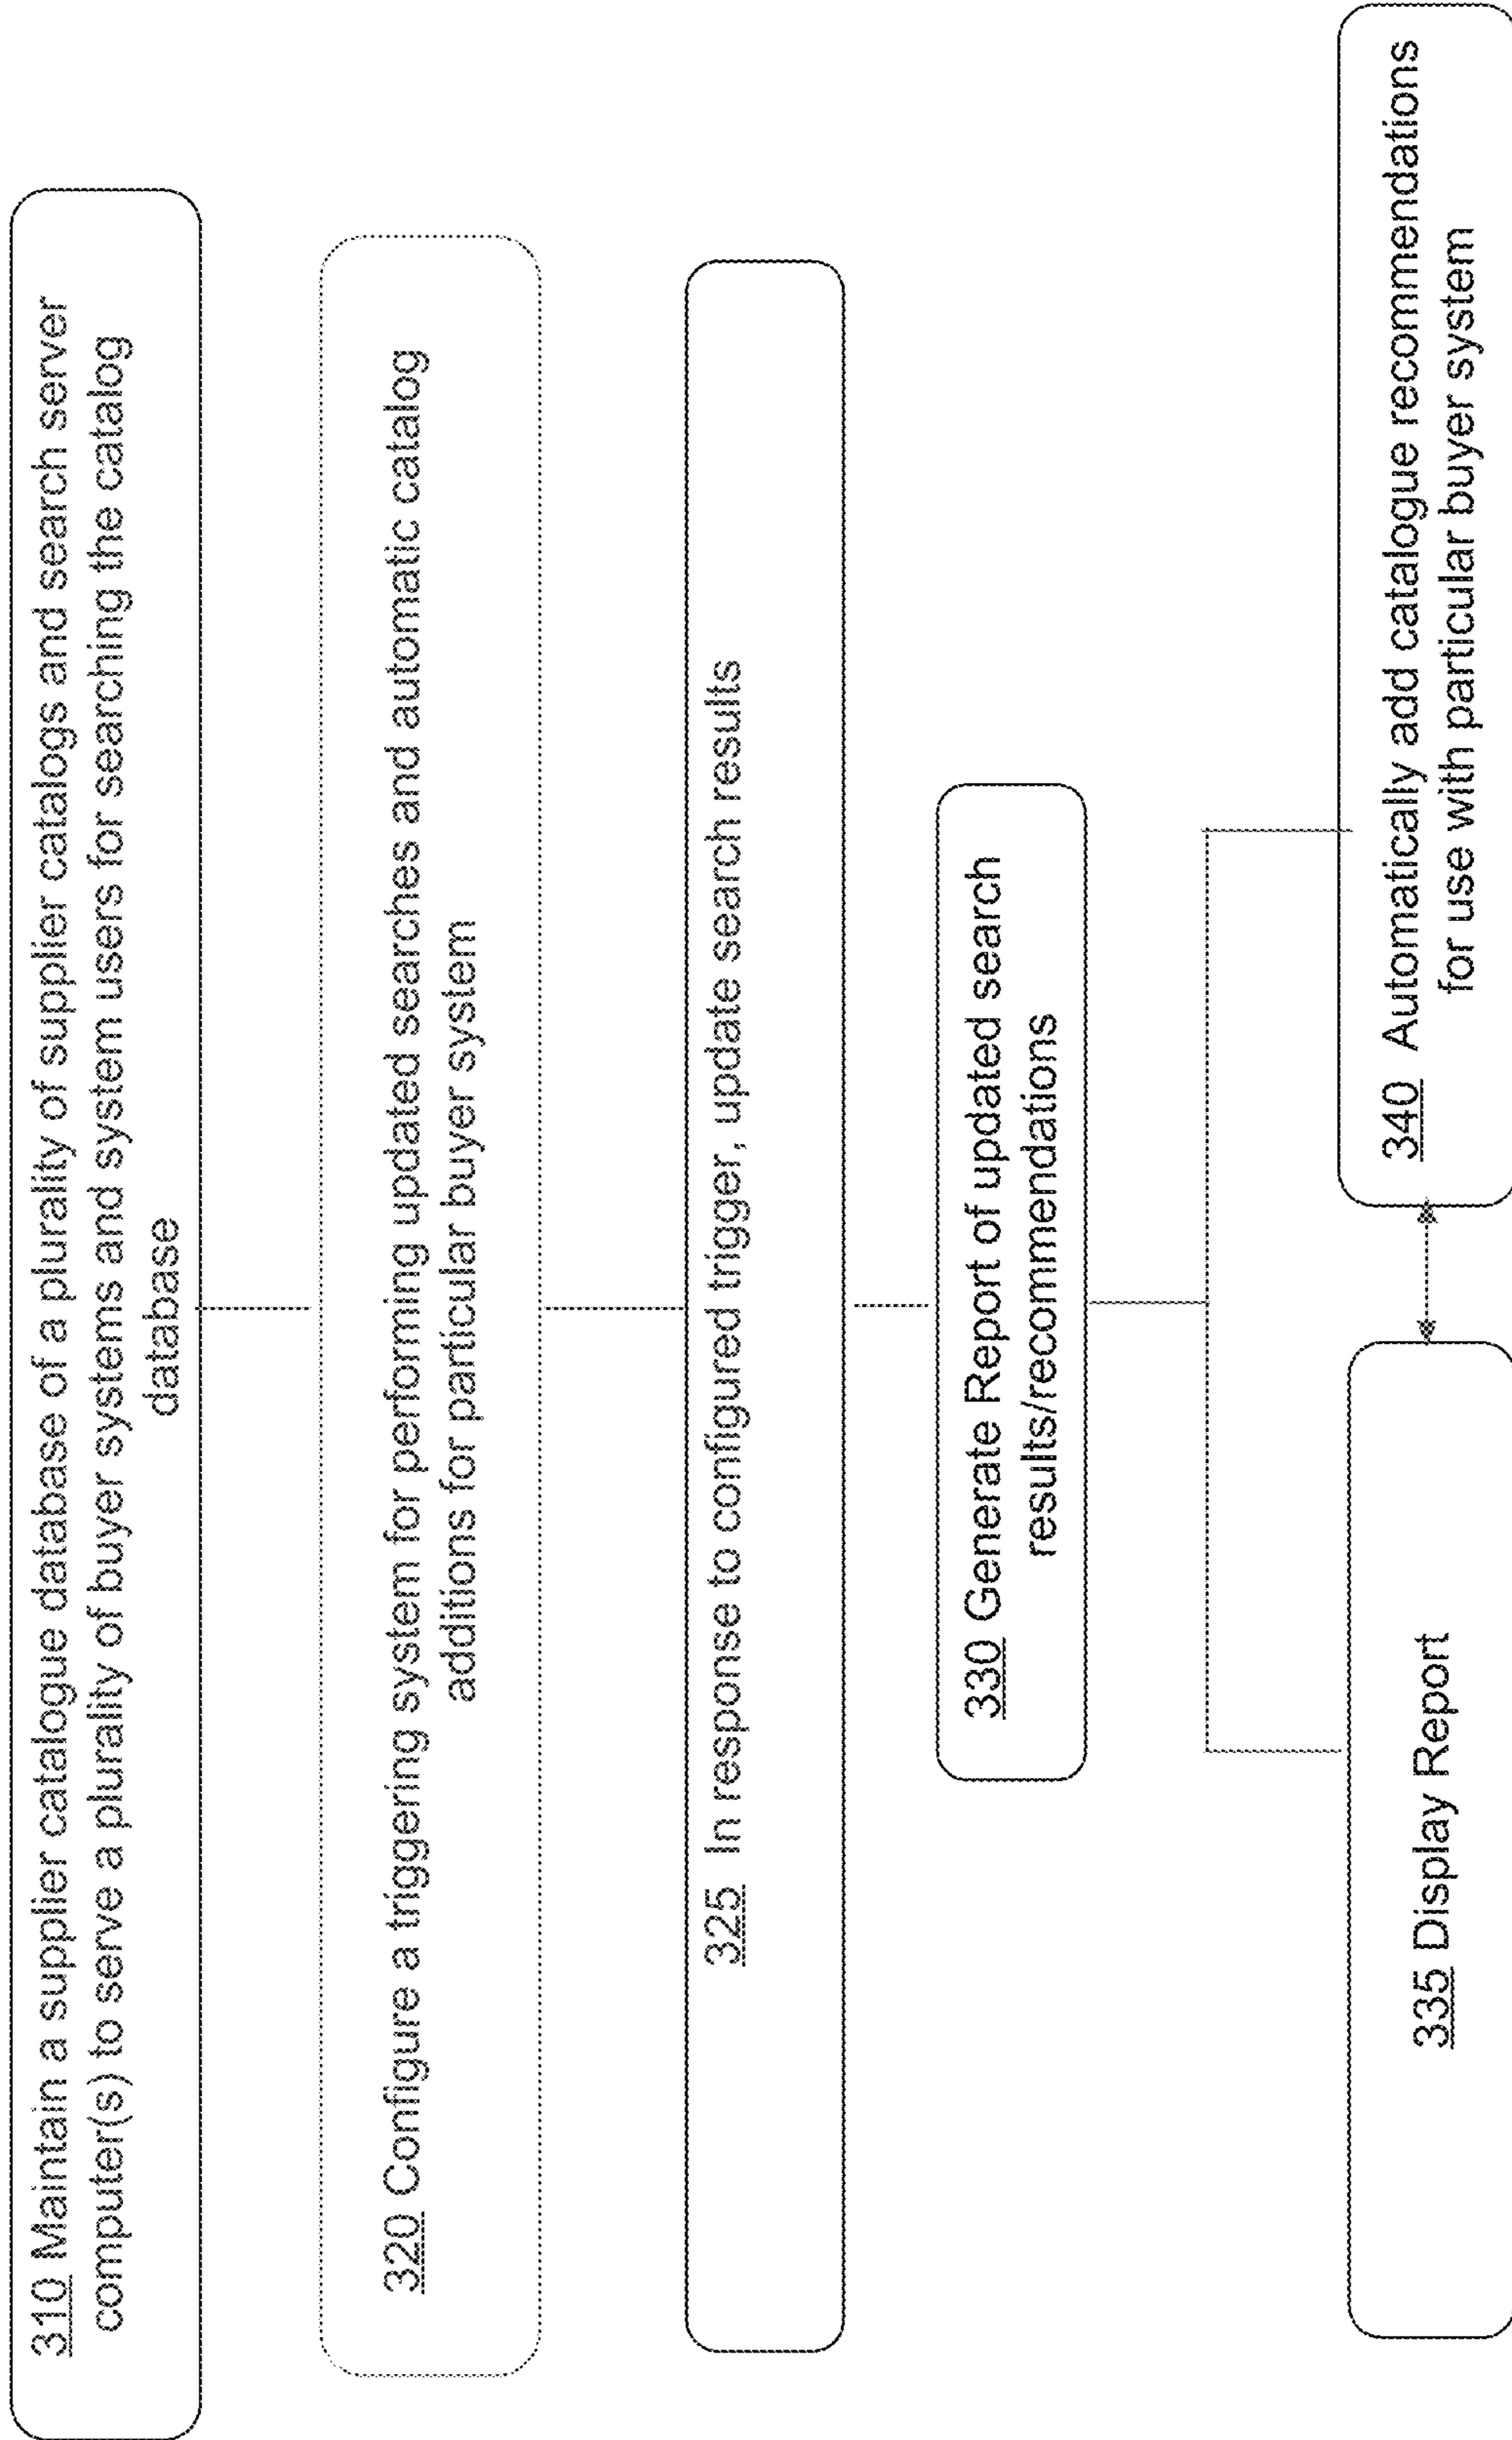 310 Maintain a supplier catalogue database of a plurality of supplier catalogs and search server
computer(s) to serve a plurality of buyer systems and system users for searching the catalog
database
320 Configure a triggering system for performing updated searches and automatic catalog
additions for particular buyer system
325 In response to configured trigger, update search results
330 Generate Report of updated search
results/recommendations
335 Display Report
340 Automatically add catalogue recommendations
for use with particular buyer system